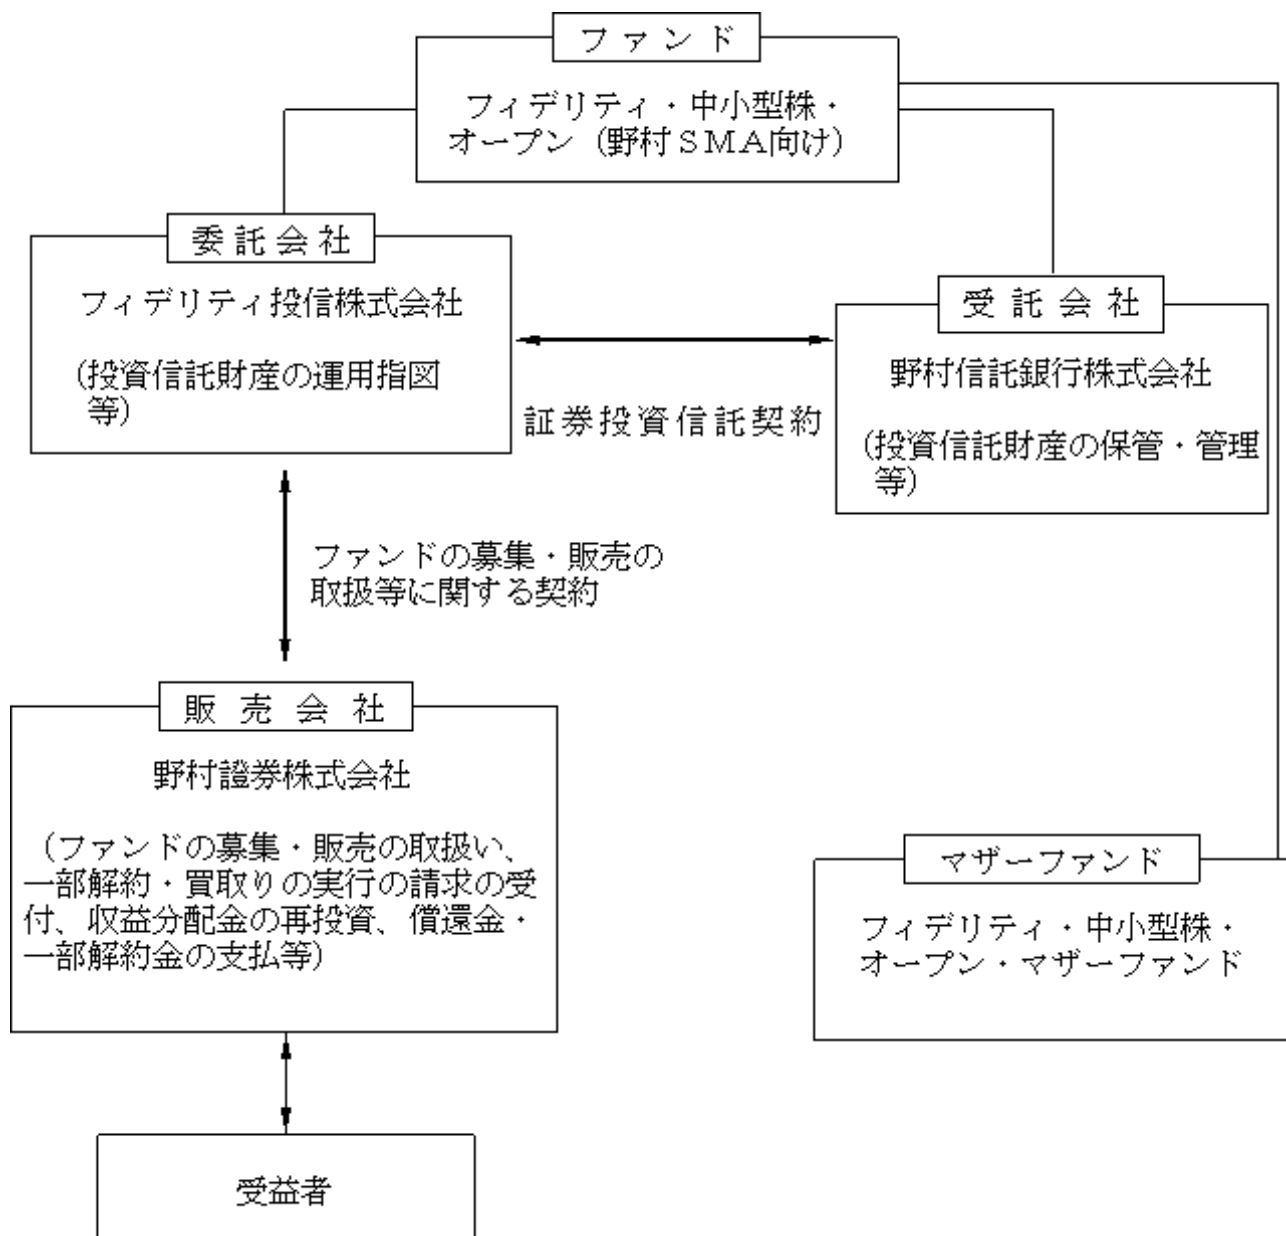 ファンド
フィデリティ・中小型株・
オープン（野村ＳＭＡ向け）
委託会社
フィデリティ投信株式会社
（投資信託財産の運用指図
等）
証券投資信託契約
受託会社
野村信託銀行株式会社
（投資信託財産の保管・管理
等）
ファンドの募集・販売の
取扱等に関する契約
販売会社
野村證券株式会社
（ファンドの募集・販売の取扱い、
一部解約・買取りの実行の請求の受
付、収益分配金の再投資、償還金・
一部解約金の支払等）
マザーファンド
フィデリティ・中小型株・
オープン・マザーファンド
受益者